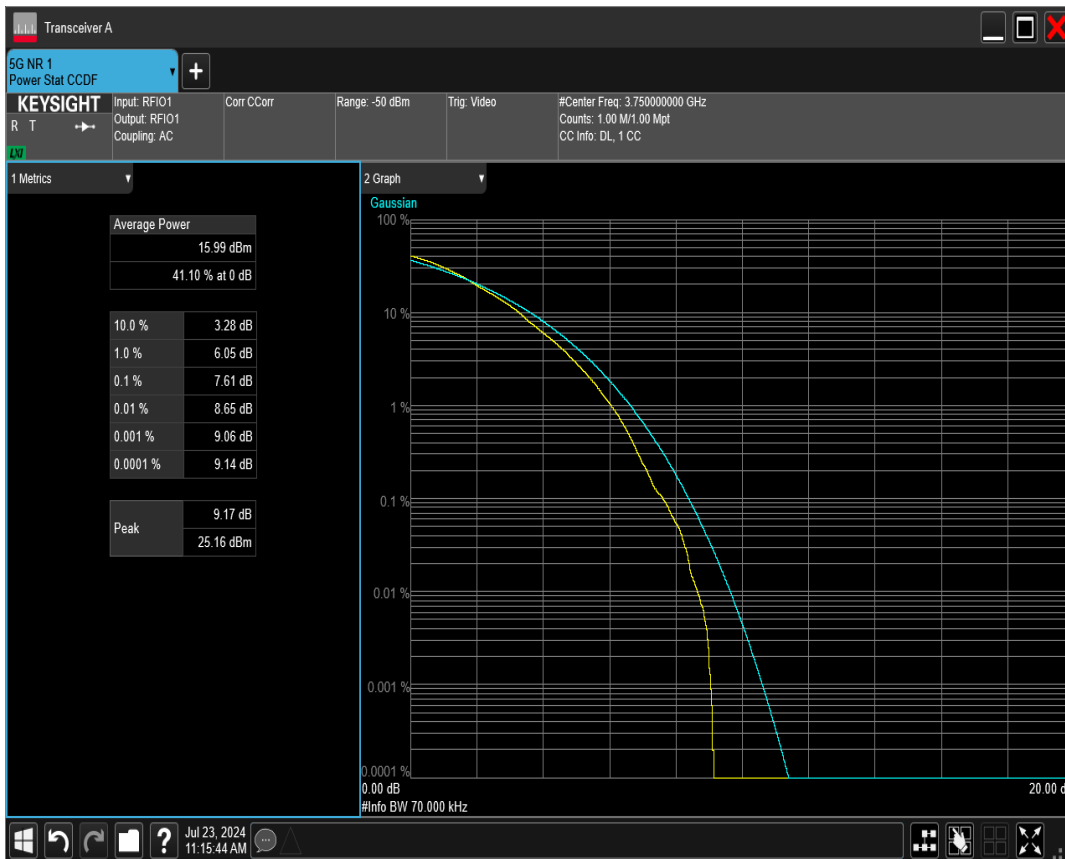 Transceiver A
5G NR 1
Power Stat CCDF
KEYSIGHT
R T
LXI
Input: RFIO1
Output: RFIO1
Coupling: AC
Corr CCorr
Range: -50 dBm
Trig: Video
#Center Freq: 3.750000000 GHz
Counts: 1.00 M/1.00 Mpt
CC Info: DL, 1 CC
1 Metrics
Average Power
15.99 dBm
41.10 % at 0 dB
10.0 % 3.28 dB
1.0 % 6.05 dB
0.1 % 7.61 dB
0.01 % 8.65 dB
0.001 % 9.06 dB
0.0001 % 9.14 dB
Peak
9.17 dB
25.16 dBm
2 Graph
Gaussian
100 %
10 %
1 %
0.1 %
0.01 %
0.001 %
0.0001 %
0.00 dB
20.00 d
#Info BW 70.000 kHz
Jul 23, 2024
11:15:44 AM